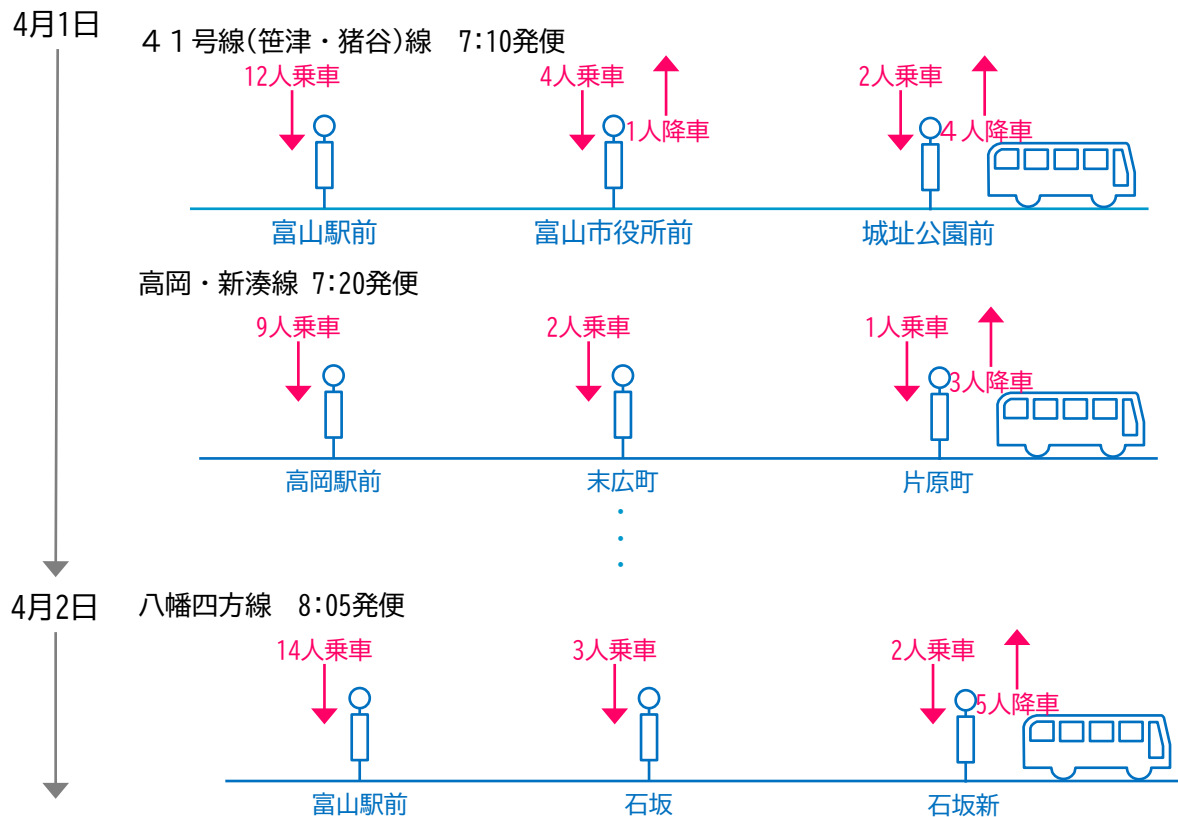 4月1日
４１号線(笹津・猪谷)線　7:10発便
12人乗車
4人乗車
1人降車
2人乗車
４人降車
富山駅前
富山市役所前
城址公園前
高岡・新湊線 7:20発便
9人乗車
2人乗車
1人乗車
3人降車
高岡駅前
末広町
片原町
・
・
・
4月2日
八幡四方線　8:05発便
14人乗車
3人乗車
2人乗車
5人降車
富山駅前
石坂
石坂新